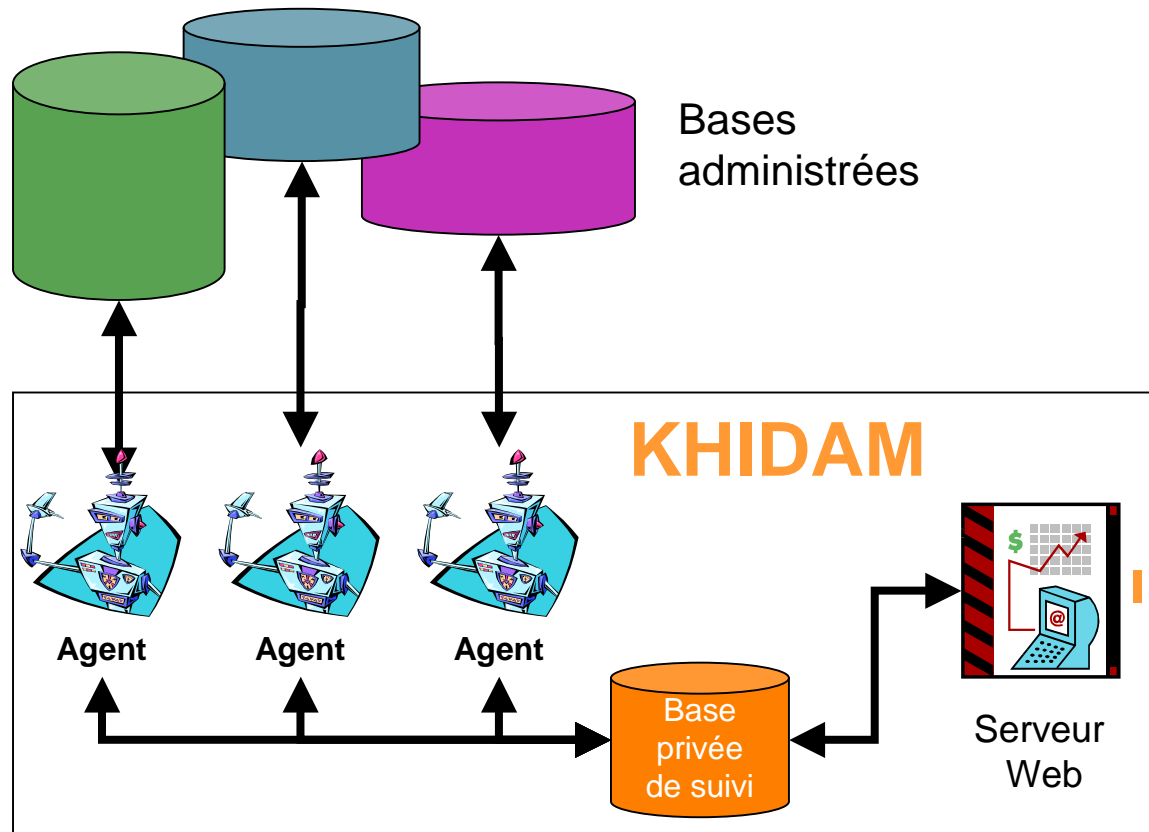 Bases
administrées
KHIDAM
$
@
Agent
Agent
Agent
Base
privée
de suivi
Serveur
Web